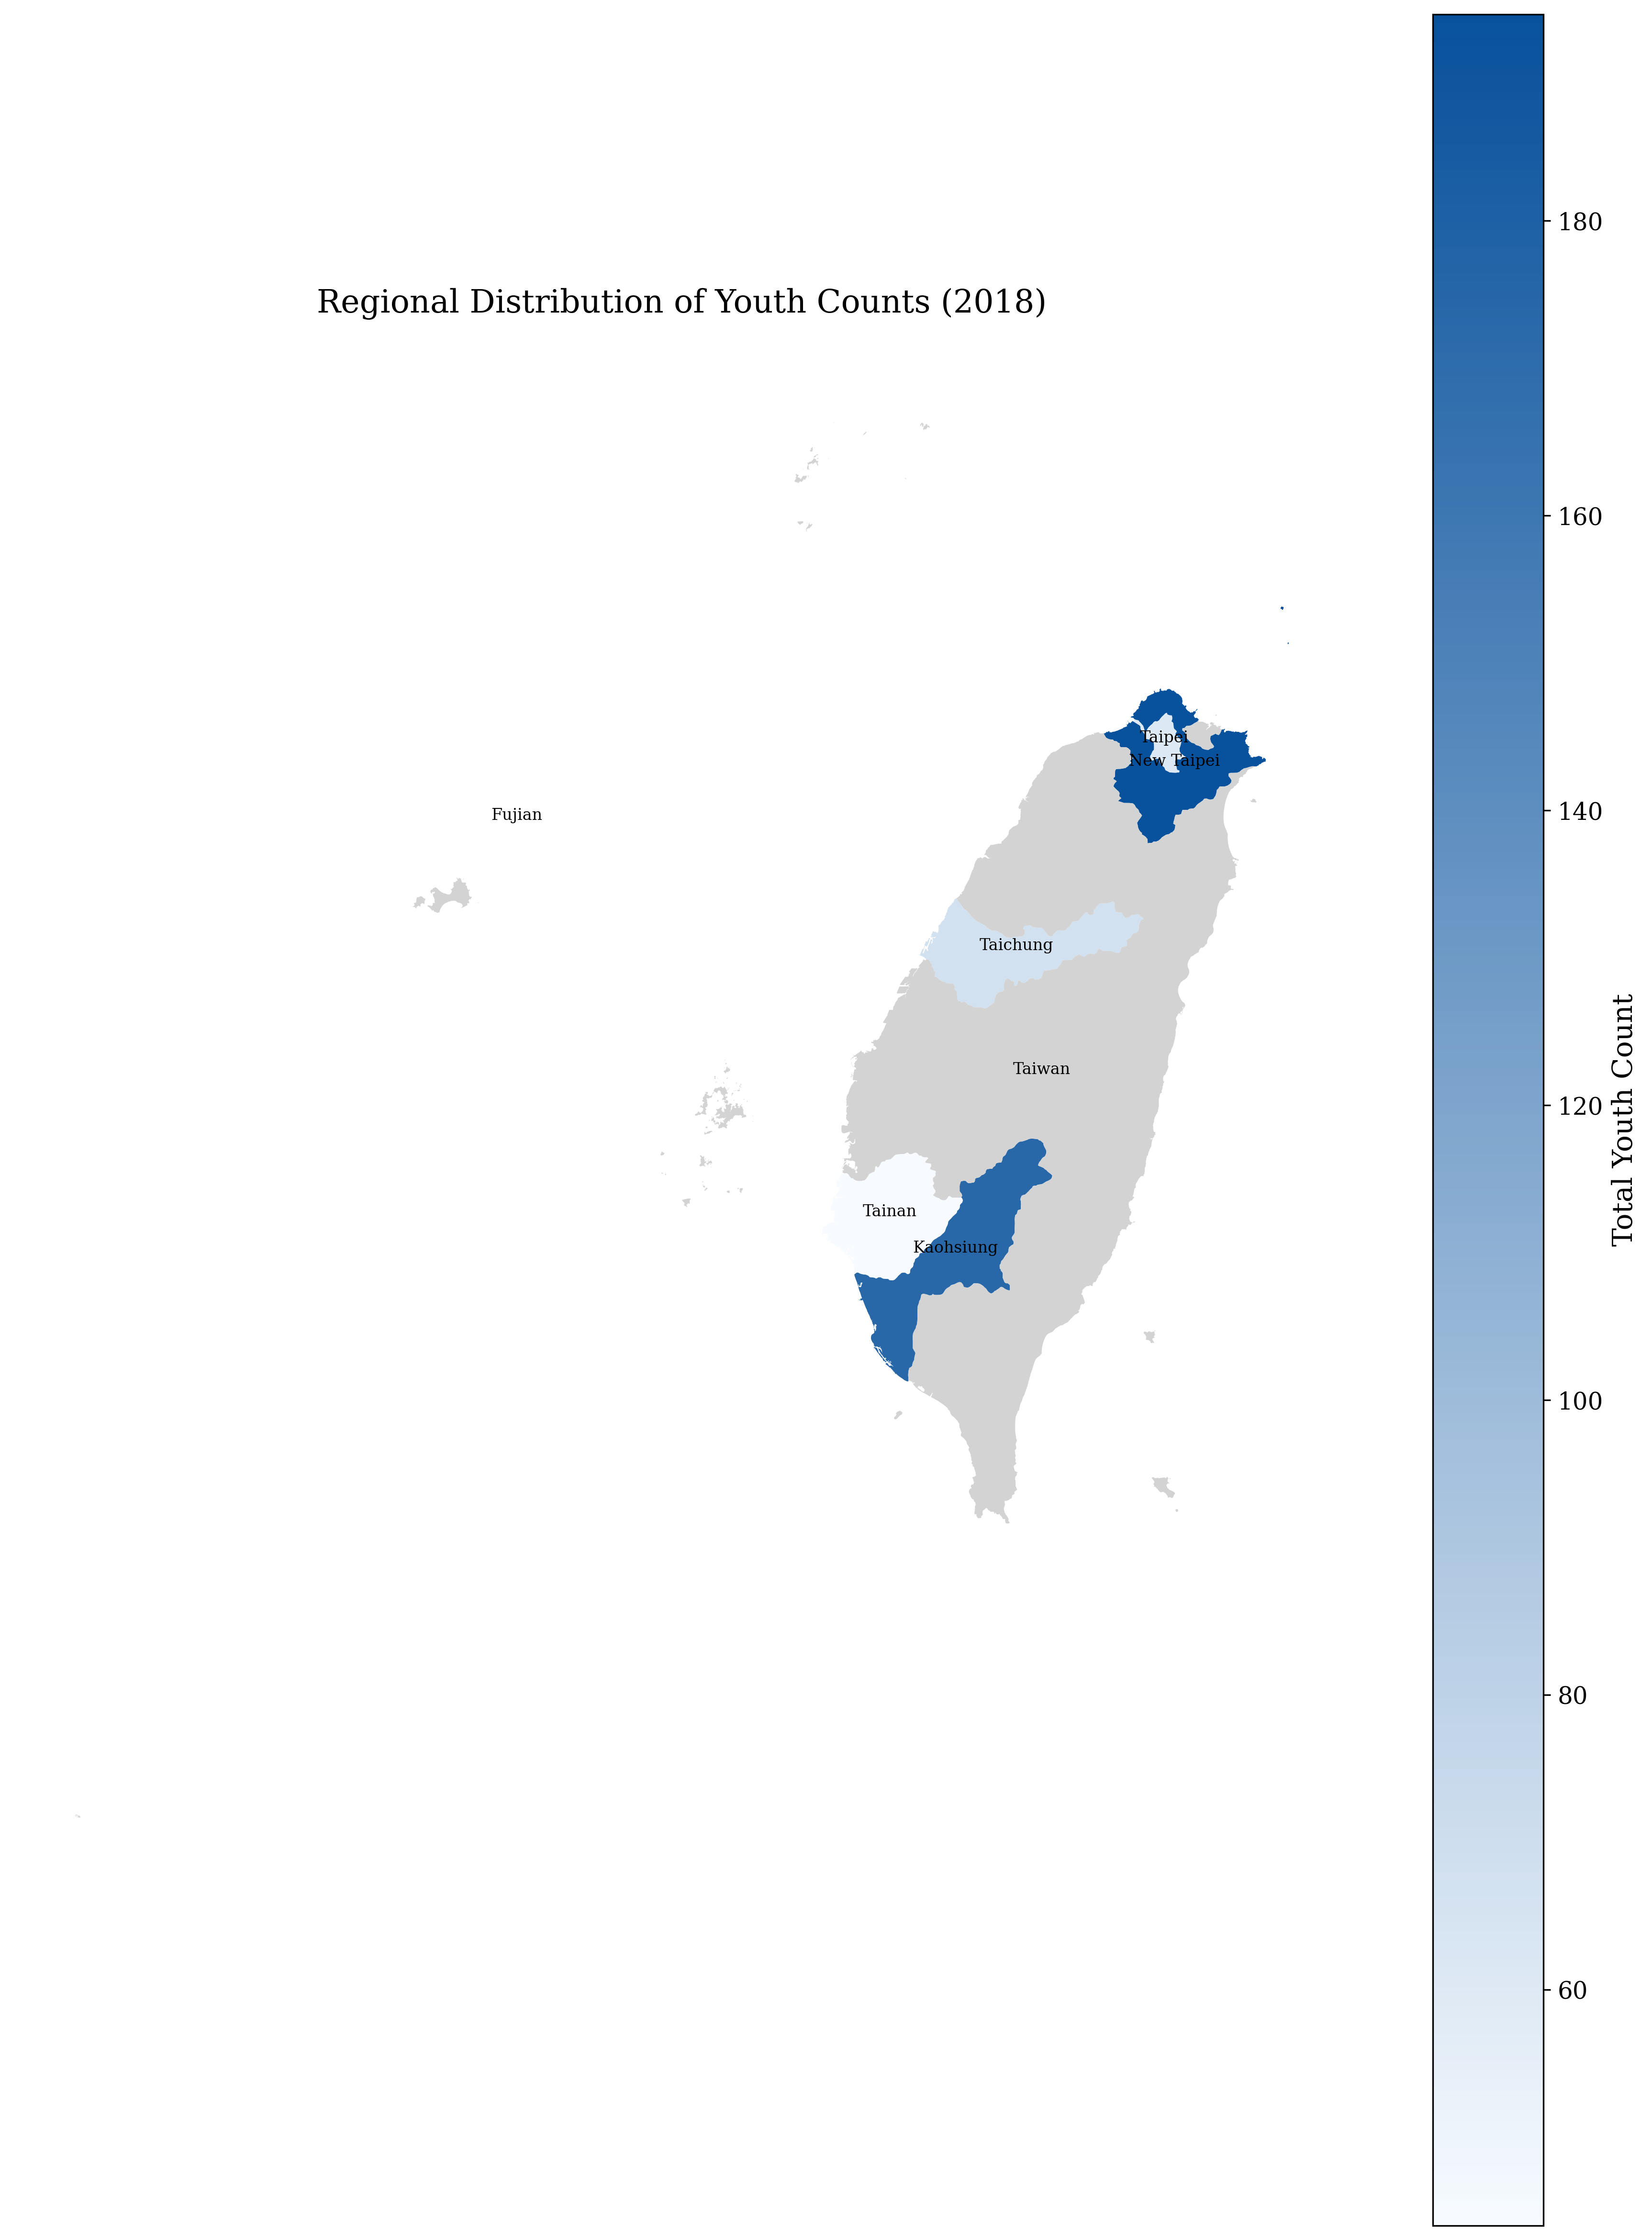 Regional Distribution of Youth Counts (2018)
Taipei
New Taipei
Fujian
Taichung
Taiwan
Tainan
Kaohsiung
180
160
140
120
100
80
60
Total Youth Count